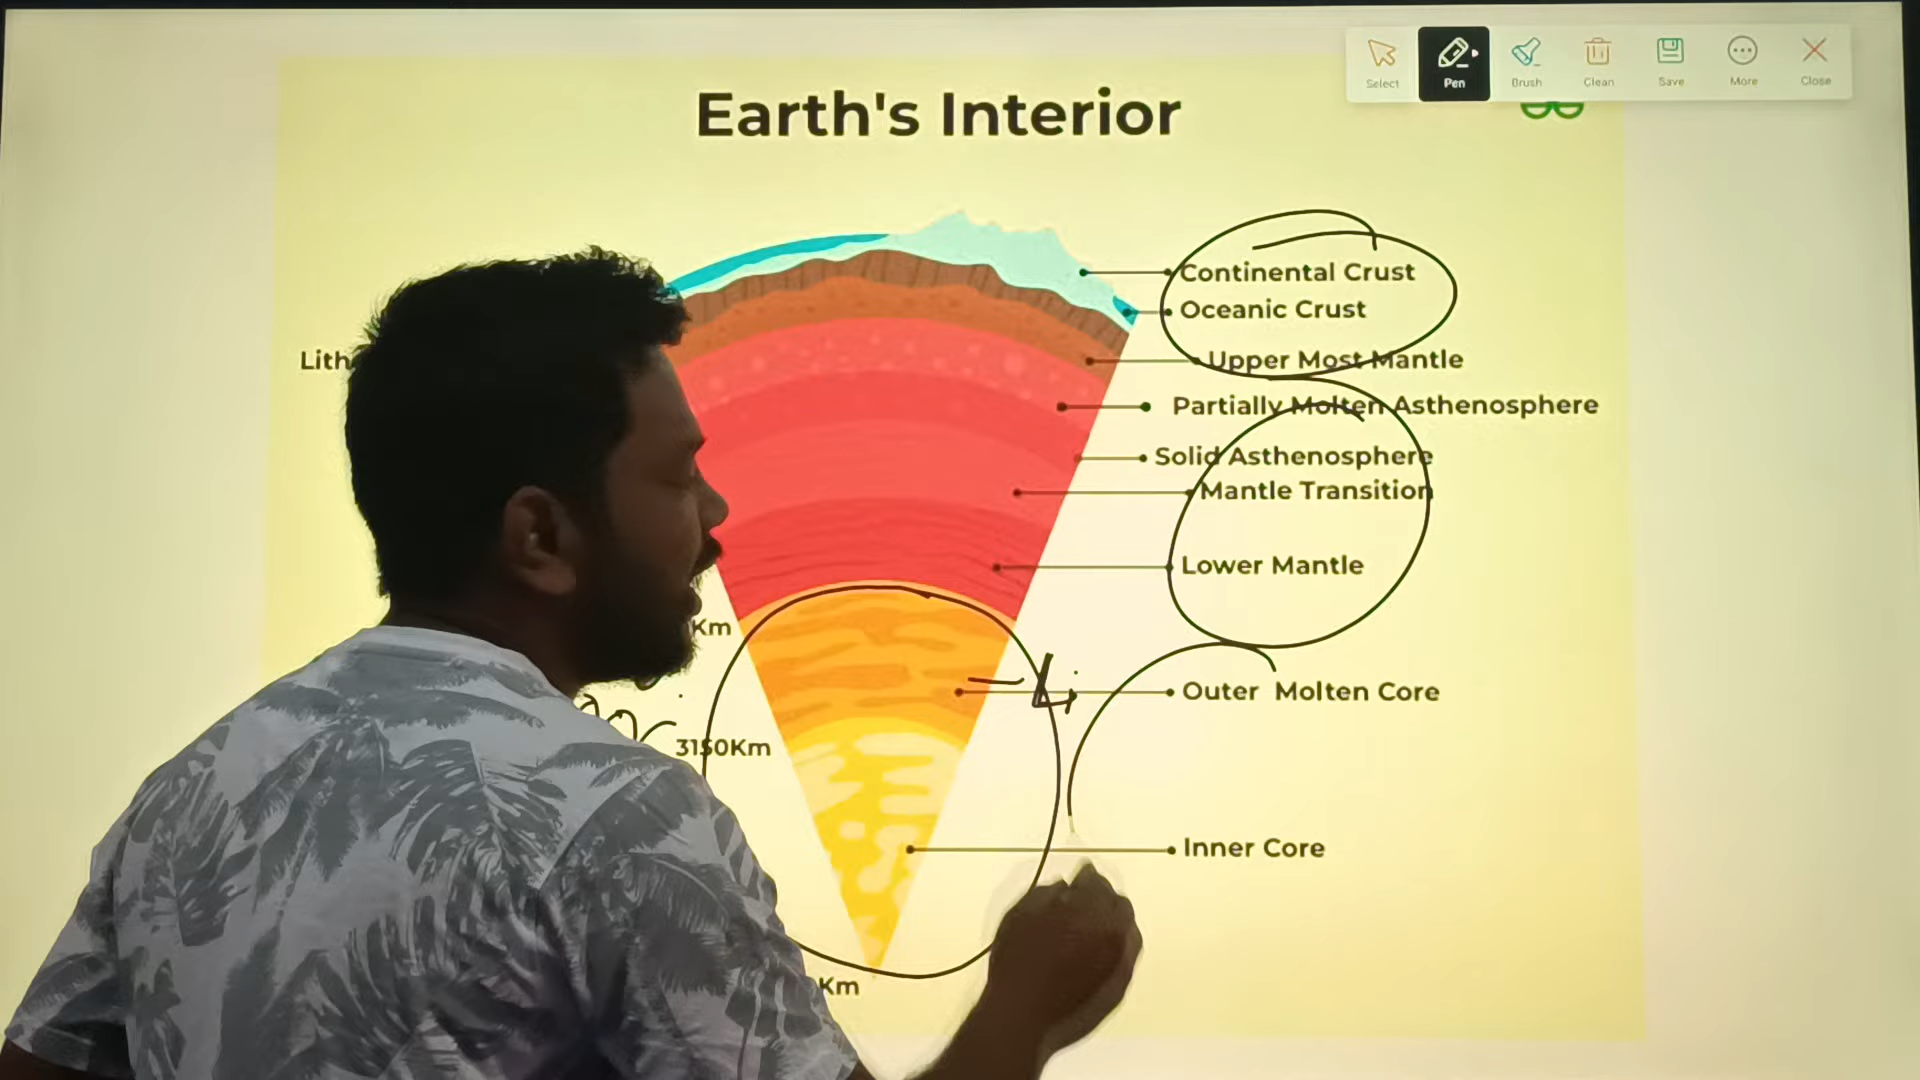 Select
Pen
Brush
Clean
Save
More
Close
Earth's Interior
Continental Crust
Oceanic Crust
Lith
Upper Most Mantle
Partially Molten Asthenosphere
Solid Asthenosphere
Mantle Transition
Lower Mantle
Km
Outer Molten Core
3150Km
Inner Core
Km